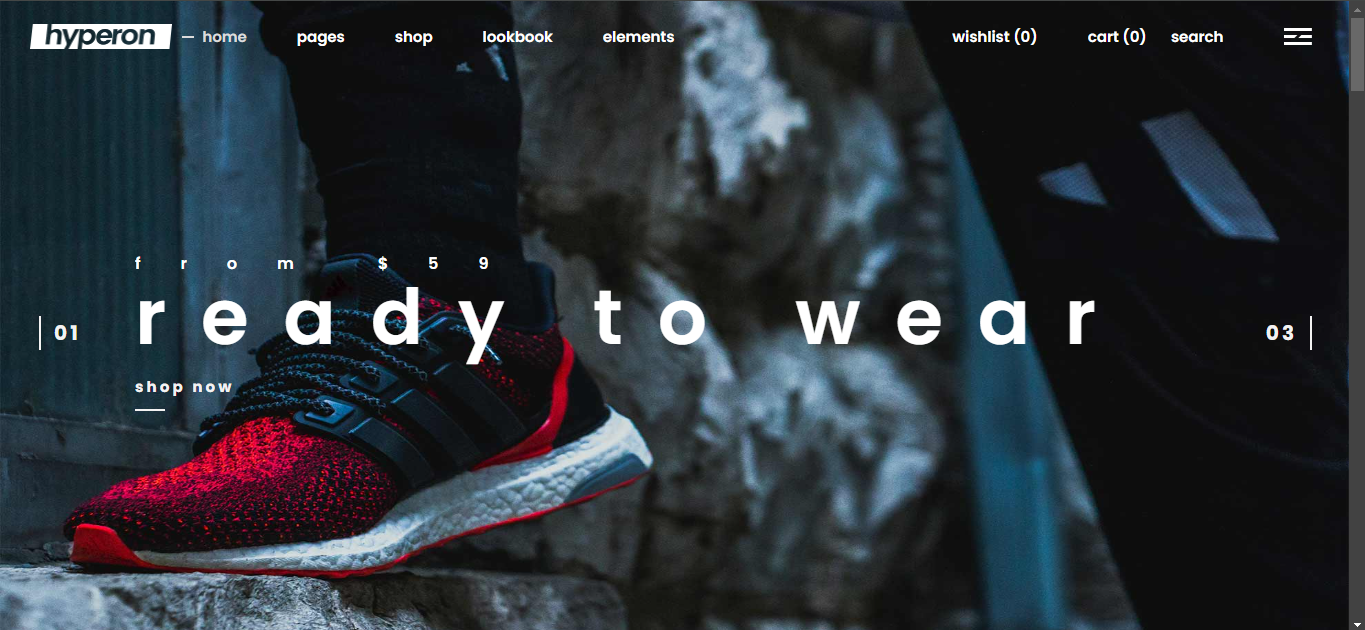 hyperon home pages shop lookbook elements wishlist (0) cart (0) search
from $59
ready to wear
01
03
shop now